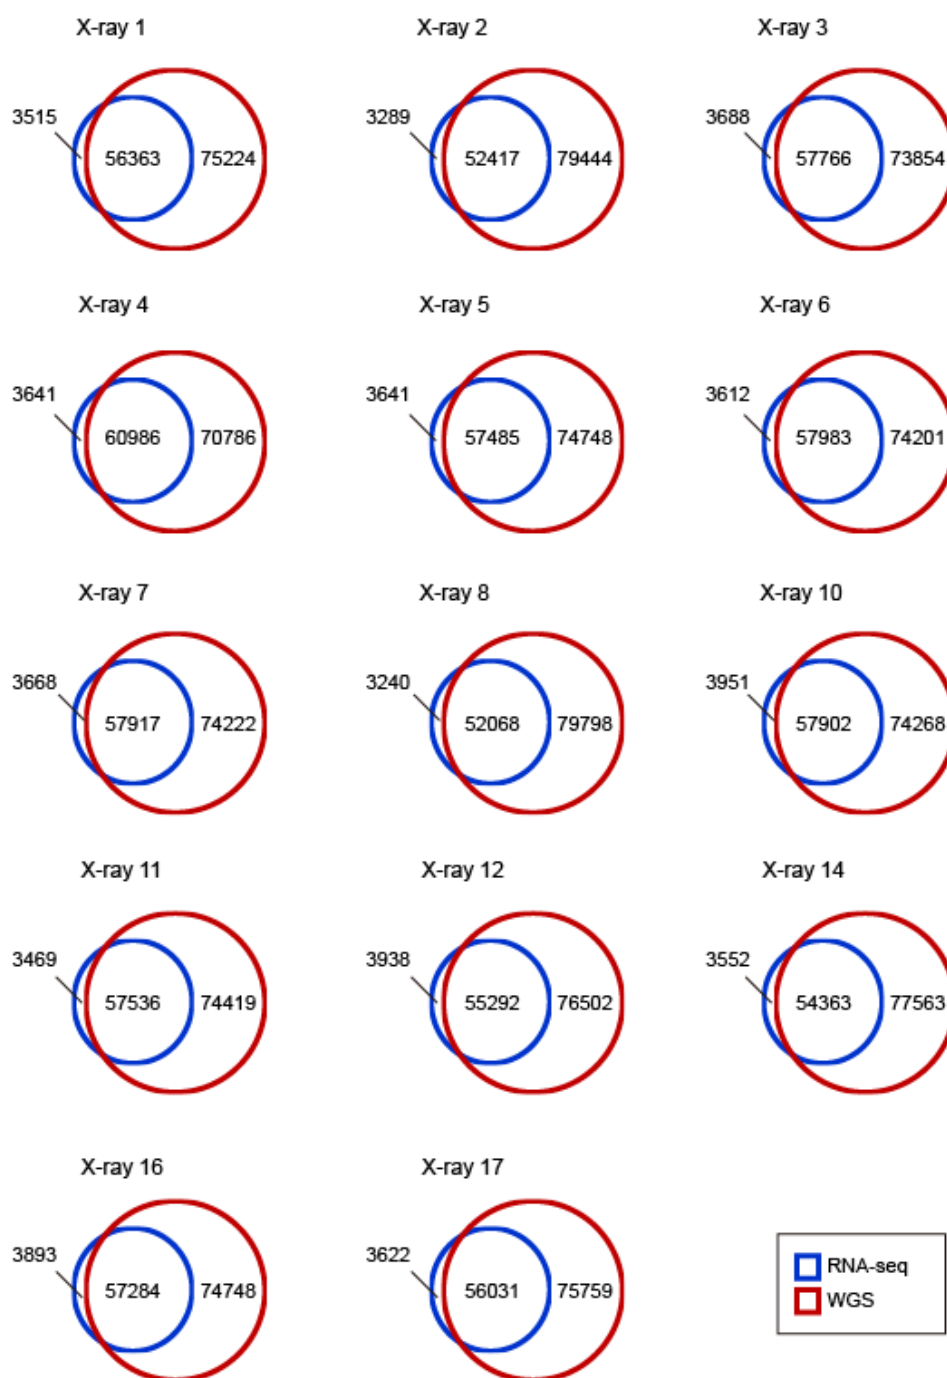 X-ray 1 X-ray 2 X-ray 3
3515 56363 75224 3289 52417 79444 3688 57766 73854
X-ray 4 X-ray 5 X-ray 6
3641 60986 70786 3641 57485 74748 3612 57983 74201
X-ray 7 X-ray 8 X-ray 10
3668 57917 74222 3240 52068 79798 3951 57902 74268
X-ray 11 X-ray 12 X-ray 14
3469 57536 74419 3938 55292 76502 3552 54363 77563
X-ray 16 X-ray 17
3893 57284 74748 3622 56031 75759
RNA-seq
WGS